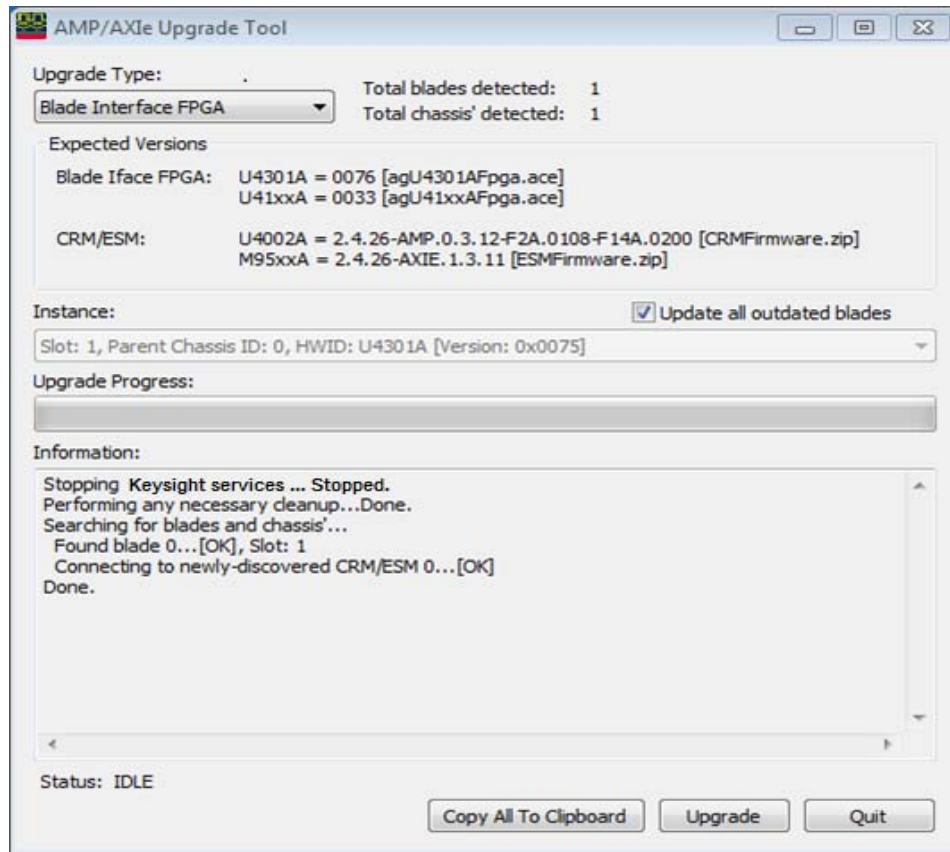 AMP/AXIe Upgrade Tool
Upgrade Type: .
Blade Interface FPGA
Total blades detected: 1
Total chassis' detected: 1
Expected Versions
Blade Iface FPGA: U4301A = 0076 [agU4301AFpga.ace]
U41xxA = 0033 [agU41xxAFpga.ace]
CRM/ESM: U4002A = 2.4.26-AMP.0.3.12-F2A.0108-F14A.0200 [CRMFirmware.zip]
M95xxA = 2.4.26-AXIE.1.3.11 [ESMFirmware.zip]
Instance:
Update all outdated blades
Slot: 1, Parent Chassis ID: 0, HWID: U4301A [Version: 0x0075]
Upgrade Progress:
Information:
Stopping Keysight services ... Stopped.
Performing any necessary cleanup...Done.
Searching for blades and chassis'...
Found blade 0...[OK], Slot: 1
Connecting to newly-discovered CRM/ESM 0...[OK]
Done.
Status: IDLE
Copy All To Clipboard
Upgrade
Quit